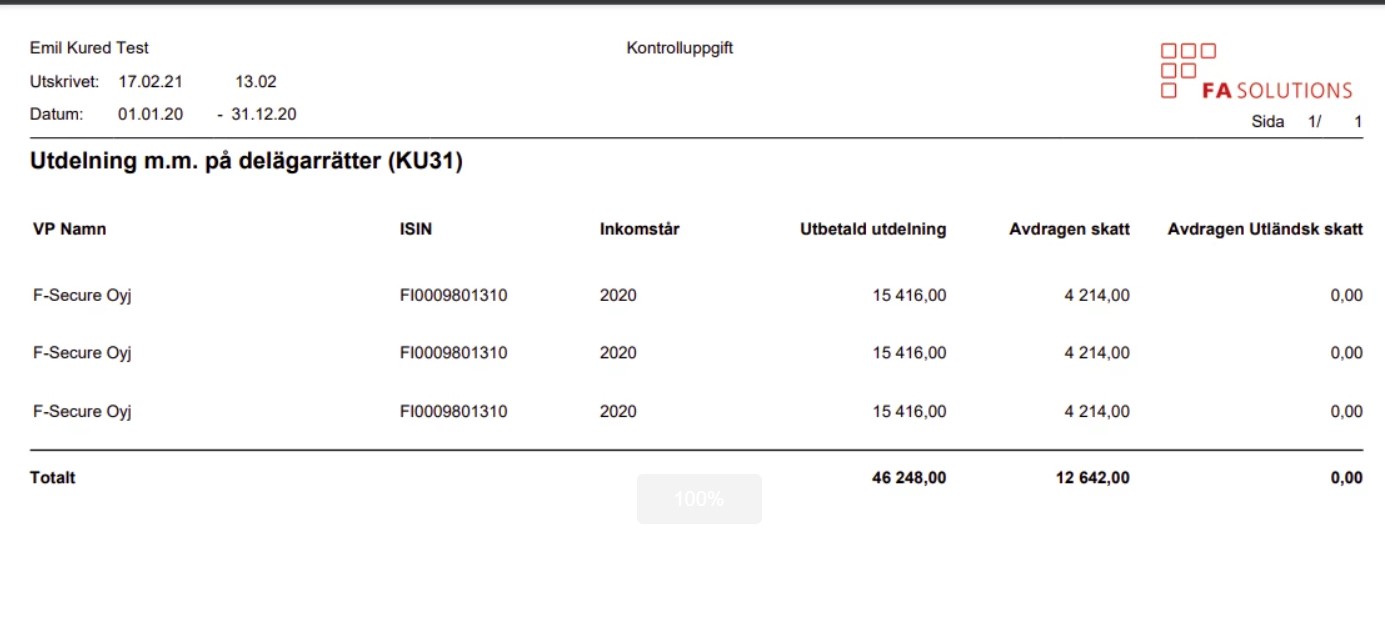 Emil Kured Test Kontrolluppgift
Utskrivet: 17.02.21 13.02
FA SOLUTIONS
Datum: 01.01.20 - 31.12.20
Sida 1/ 1
Utdelning m.m. på delägarrätter (KU31)
VP Namn ISIN Inkomstår Utbetald utdelning Avdragen skatt Avdragen Utländsk skatt
F-Secure Oyj FI0009801310 2020 15 416,00 4 214,00 0,00
F-Secure Oyj FI0009801310 2020 15 416,00 4 214,00 0,00
F-Secure Oyj FI0009801310 2020 15 416,00 4 214,00 0,00
Totalt 46 248,00 12 642,00 0,00
100%